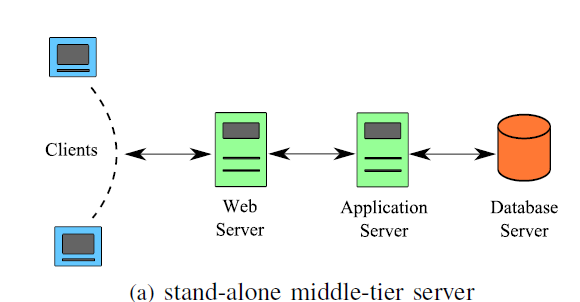 Clients
Web
Server
Application
Server
Database
Server
(a) stand-alone middle-tier server